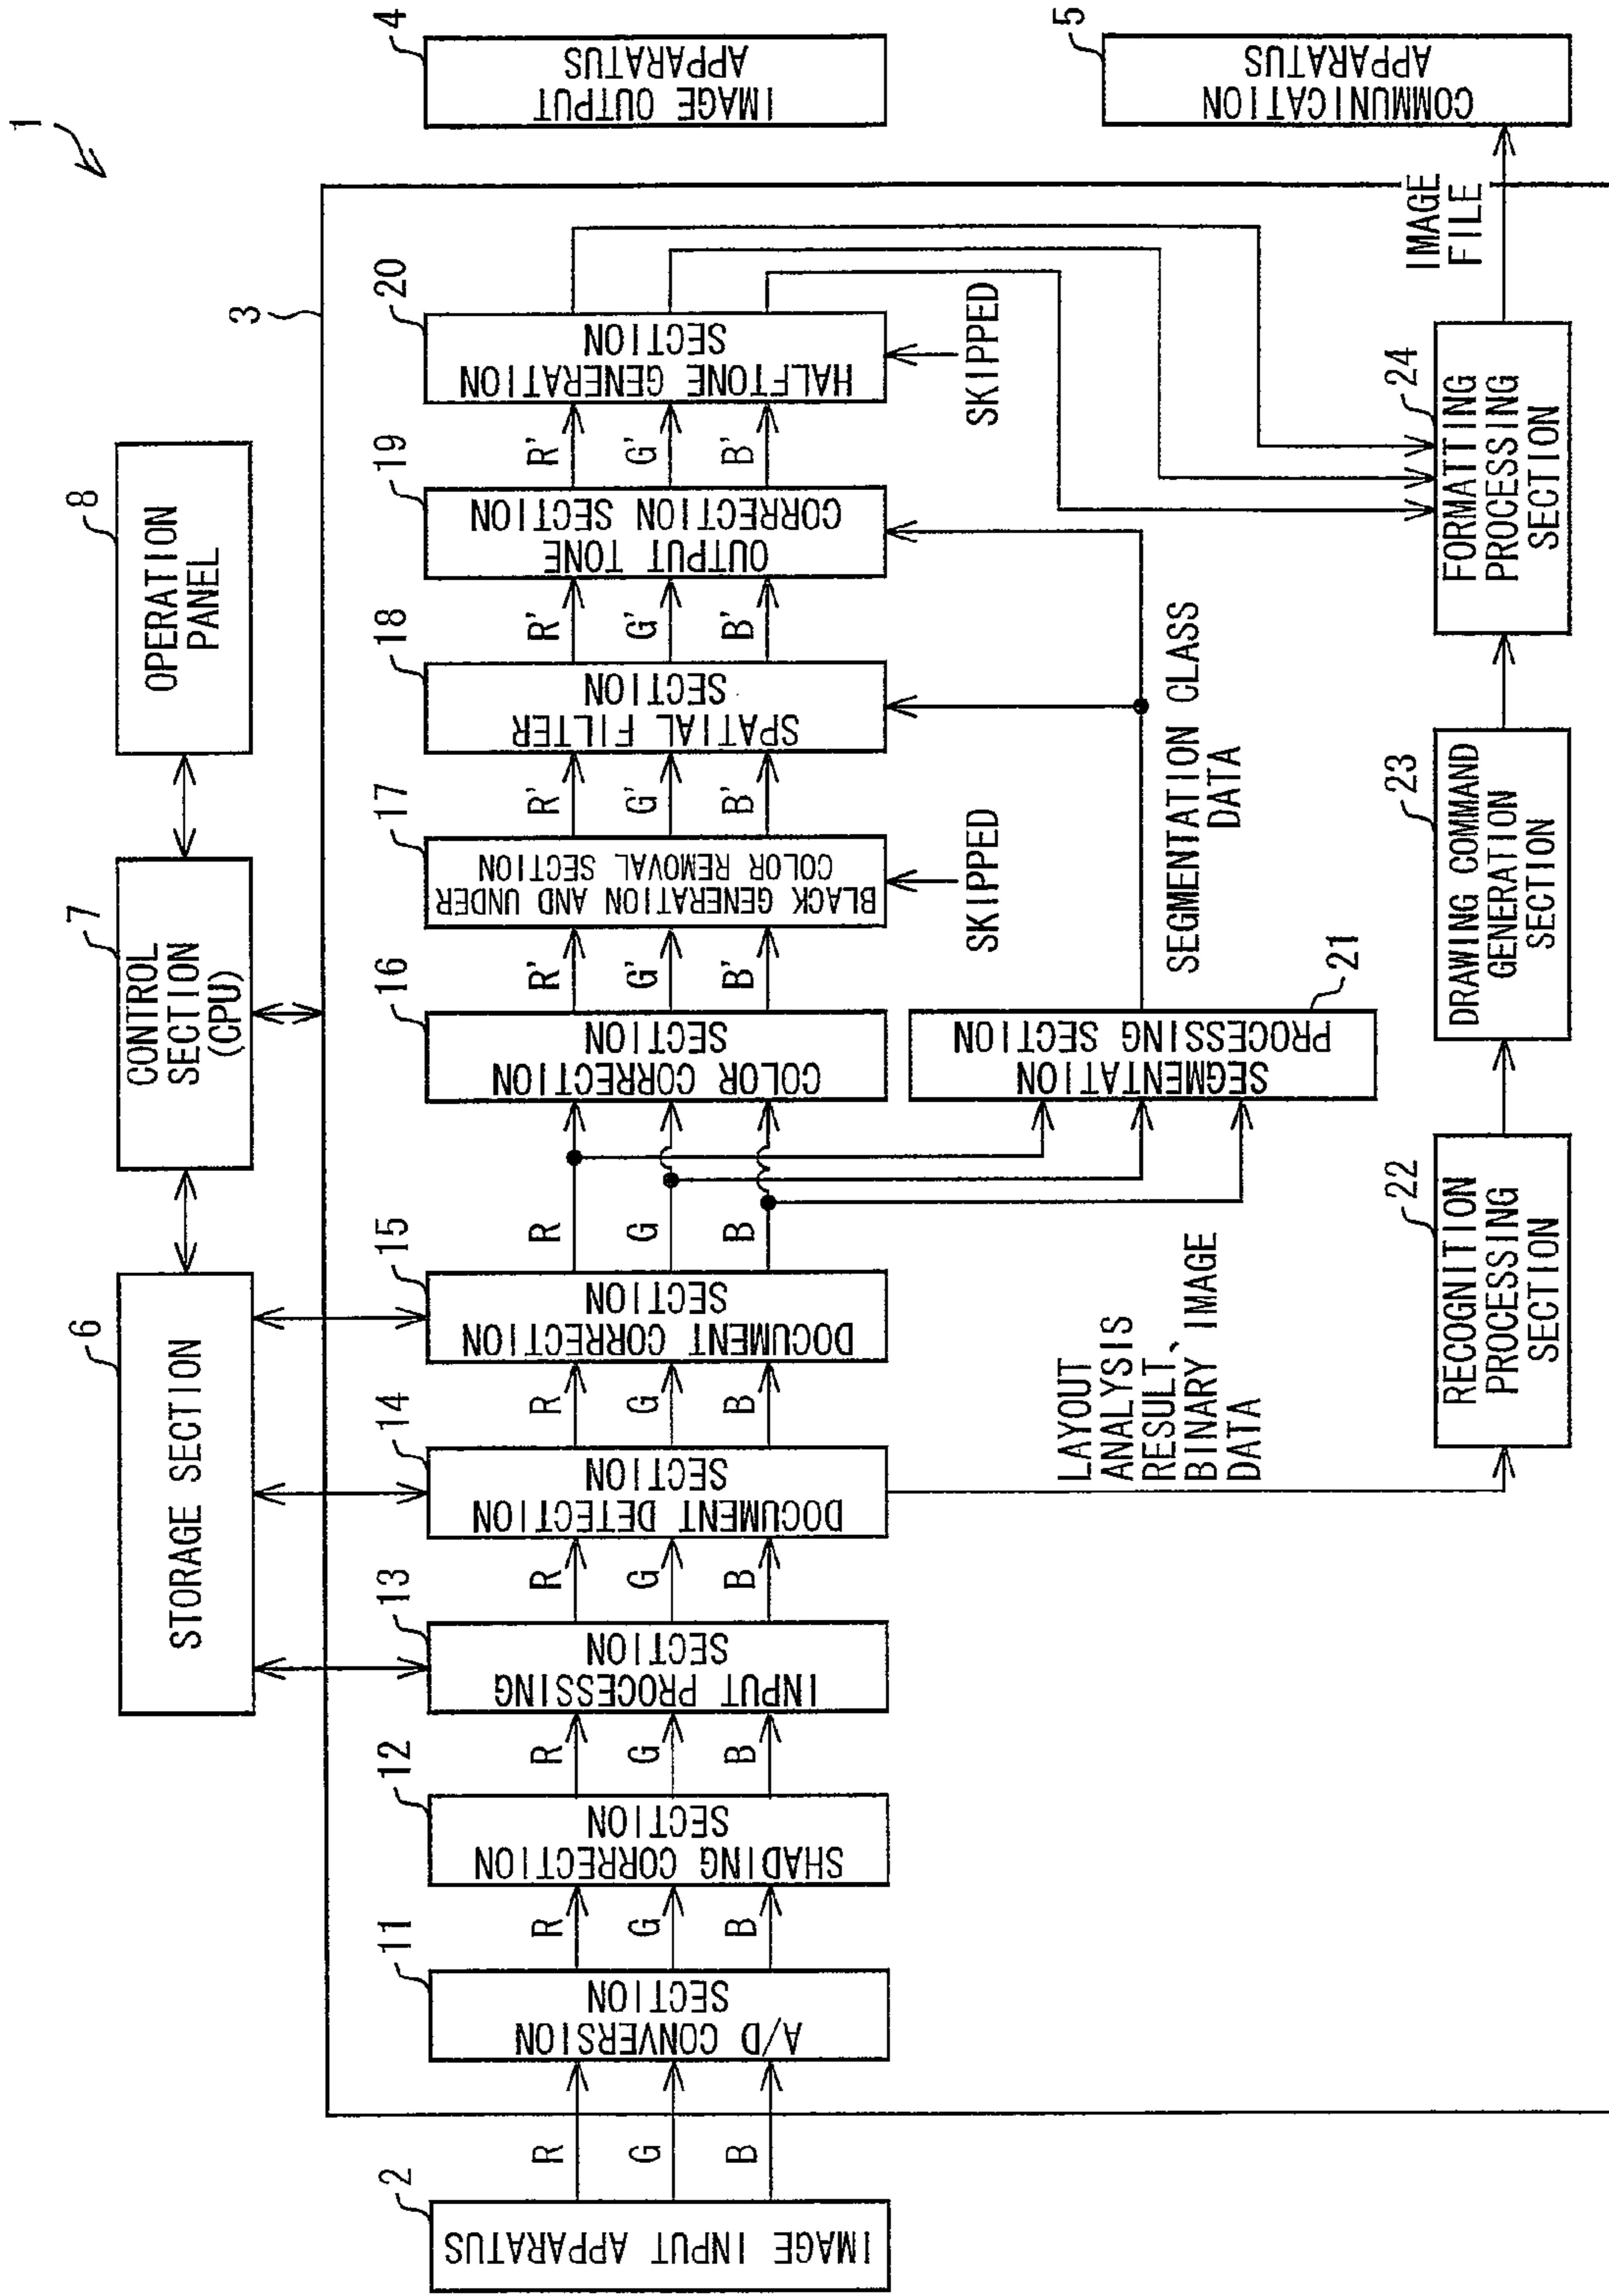 1
8
OPERATION
PANEL
7
CONTROL
SECTION
(CPU)
6
STORAGE SECTION
3
2
IMAGE INPUT APPARATUS
R
G
B
11
A/D CONVERSION
SECTION
R
G
B
12
SHADING CORRECTION
SECTION
R
G
B
13
INPUT PROCESSING
SECTION
R
G
B
14
DOCUMENT DETECTION
SECTION
R
G
B
15
DOCUMENT CORRECTION
SECTION
R
G
B
16
COLOR CORRECTION
SECTION
R'
G'
B'
17
BLACK GENERATION AND UNDER
COLOR REMOVAL SECTION
SKIPPED
R'
G'
B'
18
SPATIAL FILTER
SECTION
R'
G'
B'
19
OUTPUT TONE
CORRECTION SECTION
R'
G'
B'
20
HALFTONE GENERATION
SECTION
SKIPPED
4
IMAGE OUTPUT
APPARATUS
21
SEGMENTATION
PROCESSING SECTION
SEGMENTATION CLASS
DATA
LAYOUT
ANALYSIS
RESULT、
BINARY IMAGE
DATA
22
RECOGNITION
PROCESSING
SECTION
23
DRAWING COMMAND
GENERATION
SECTION
24
FORMATTING
PROCESSING
SECTION
IMAGE
FILE
5
COMMUNICATION
APPARATUS